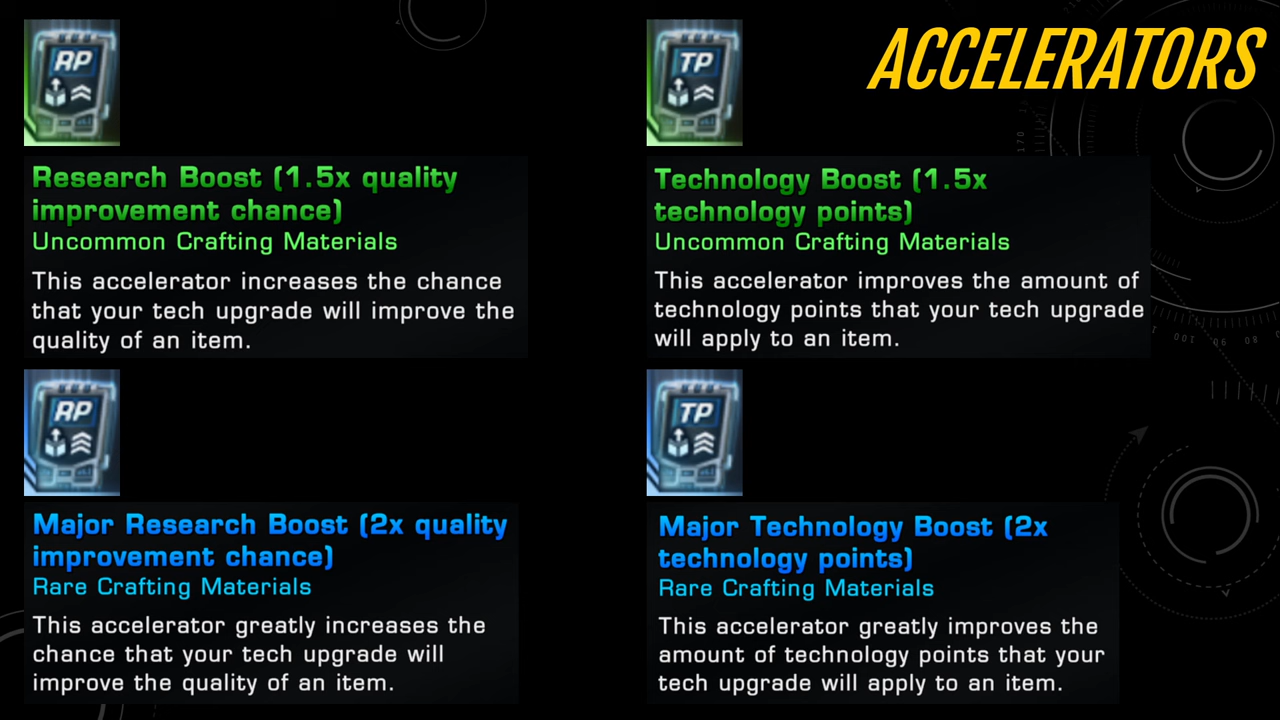 ACCELERATORS
RP
Research Boost (1.5x quality
improvement chance)
Uncommon Crafting Materials
This accelerator increases the chance
that your tech upgrade will improve the
quality of an item.
TP
Technology Boost (1.5x
technology points)
Uncommon Crafting Materials
This accelerator improves the amount of
technology points that your tech upgrade
will apply to an item.
RP
Major Research Boost (2x quality
improvement chance)
Rare Crafting Materials
This accelerator greatly increases the
chance that your tech upgrade will
improve the quality of an item.
TP
Major Technology Boost (2x
technology points)
Rare Crafting Materials
This accelerator greatly improves the
amount of technology points that your
tech upgrade will apply to an item.
170
100 90 80